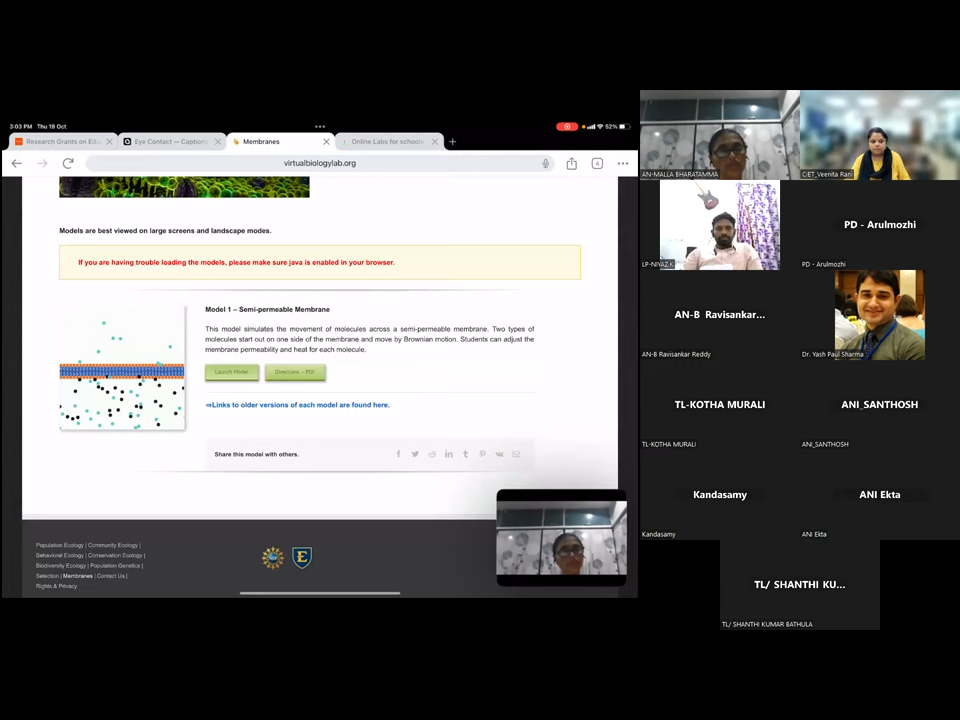 3:03 PM Thu 19 Oct
52%
Research Grants on Edu
Eye Contact — Caption
Membranes
Online Labs for schools
virtualbiologylab.org
4
Models are best viewed on large screens and landscape modes.
If you are having trouble loading the models, please make sure java is enabled in your browser.
Model 1 – Semi-permeable Membrane
This model simulates the movement of molecules across a semi-permeable membrane. Two types of
molecules start out on one side of the membrane and move by Brownian motion. Students can adjust the
membrane permeability and heat for each molecule.
Launch Model
Directions – PDF
⇒Links to older versions of each model are found here.
Share this model with others.
Population Ecology | Community Ecology |
Behavioral Ecology | Conservation Ecology |
Biodiversity Ecology | Population Genetics |
Selection | Membranes | Contact Us |
Rights & Privacy
E
AN-MALLA BHARATAMMA
CIET_Veenita Rani
LP-NIYAZ K
PD - Arulmozhi
PD - Arulmozhi
AN-B Ravisankar...
AN-B Ravisankar Reddy
Dr. Yash Paul Sharma
TL-KOTHA MURALI
TL-KOTHA MURALI
ANI_SANTHOSH
ANI_SANTHOSH
Kandasamy
Kandasamy
ANI Ekta
ANI Ekta
TL/ SHANTHI KU...
TL/ SHANTHI KUMAR BATHULA